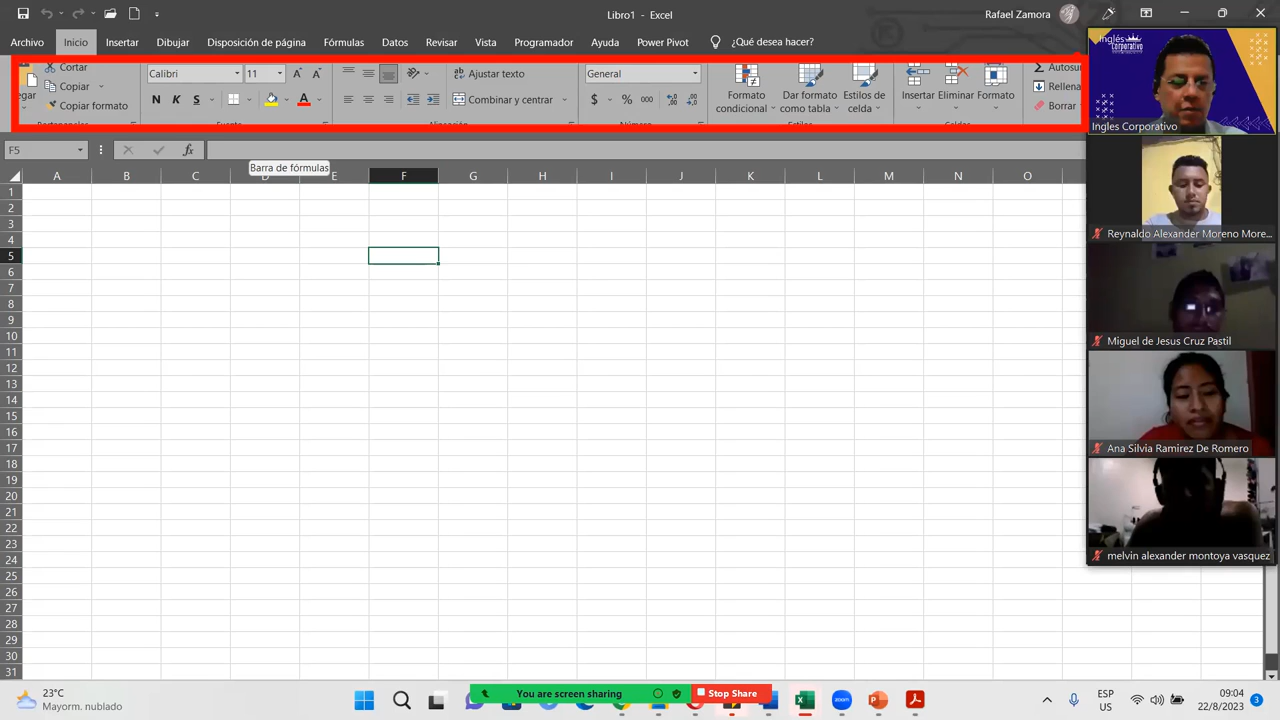 Libro1 - Excel
Rafael Zamora
Archivo
Inicio
Insertar
Dibujar
Disposición de página
Fórmulas
Datos
Revisar
Vista
Programador
Ayuda
Power Pivot
¿Qué desea hacer?
Cortar
Copiar
Copiar formato
egar
Calibri
11
N K S
Ajustar texto
Combinar y centrar
General
$ % 000
Formato
condicional
Dar formato
como tabla
Estilos de
celda
Insertar
Eliminar
Formato
Autosu
Rellena
Borrar
F5
fx
Barra de fórmulas
A B C D E F G H I J K L M N O
1
2
3
4
5
6
7
8
9
10
11
12
13
14
15
16
17
18
19
20
21
22
23
24
25
26
27
28
29
30
31
Inglés
Corporativo
Ingles Corporativo
Reynaldo Alexander Moreno More...
Miguel de Jesus Cruz Pastil
Ana Silvia Ramirez De Romero
melvin alexander montoya vasquez
23°C
Mayorm. nublado
You are screen sharing
Stop Share
ESP
US
09:04
22/8/2023
3